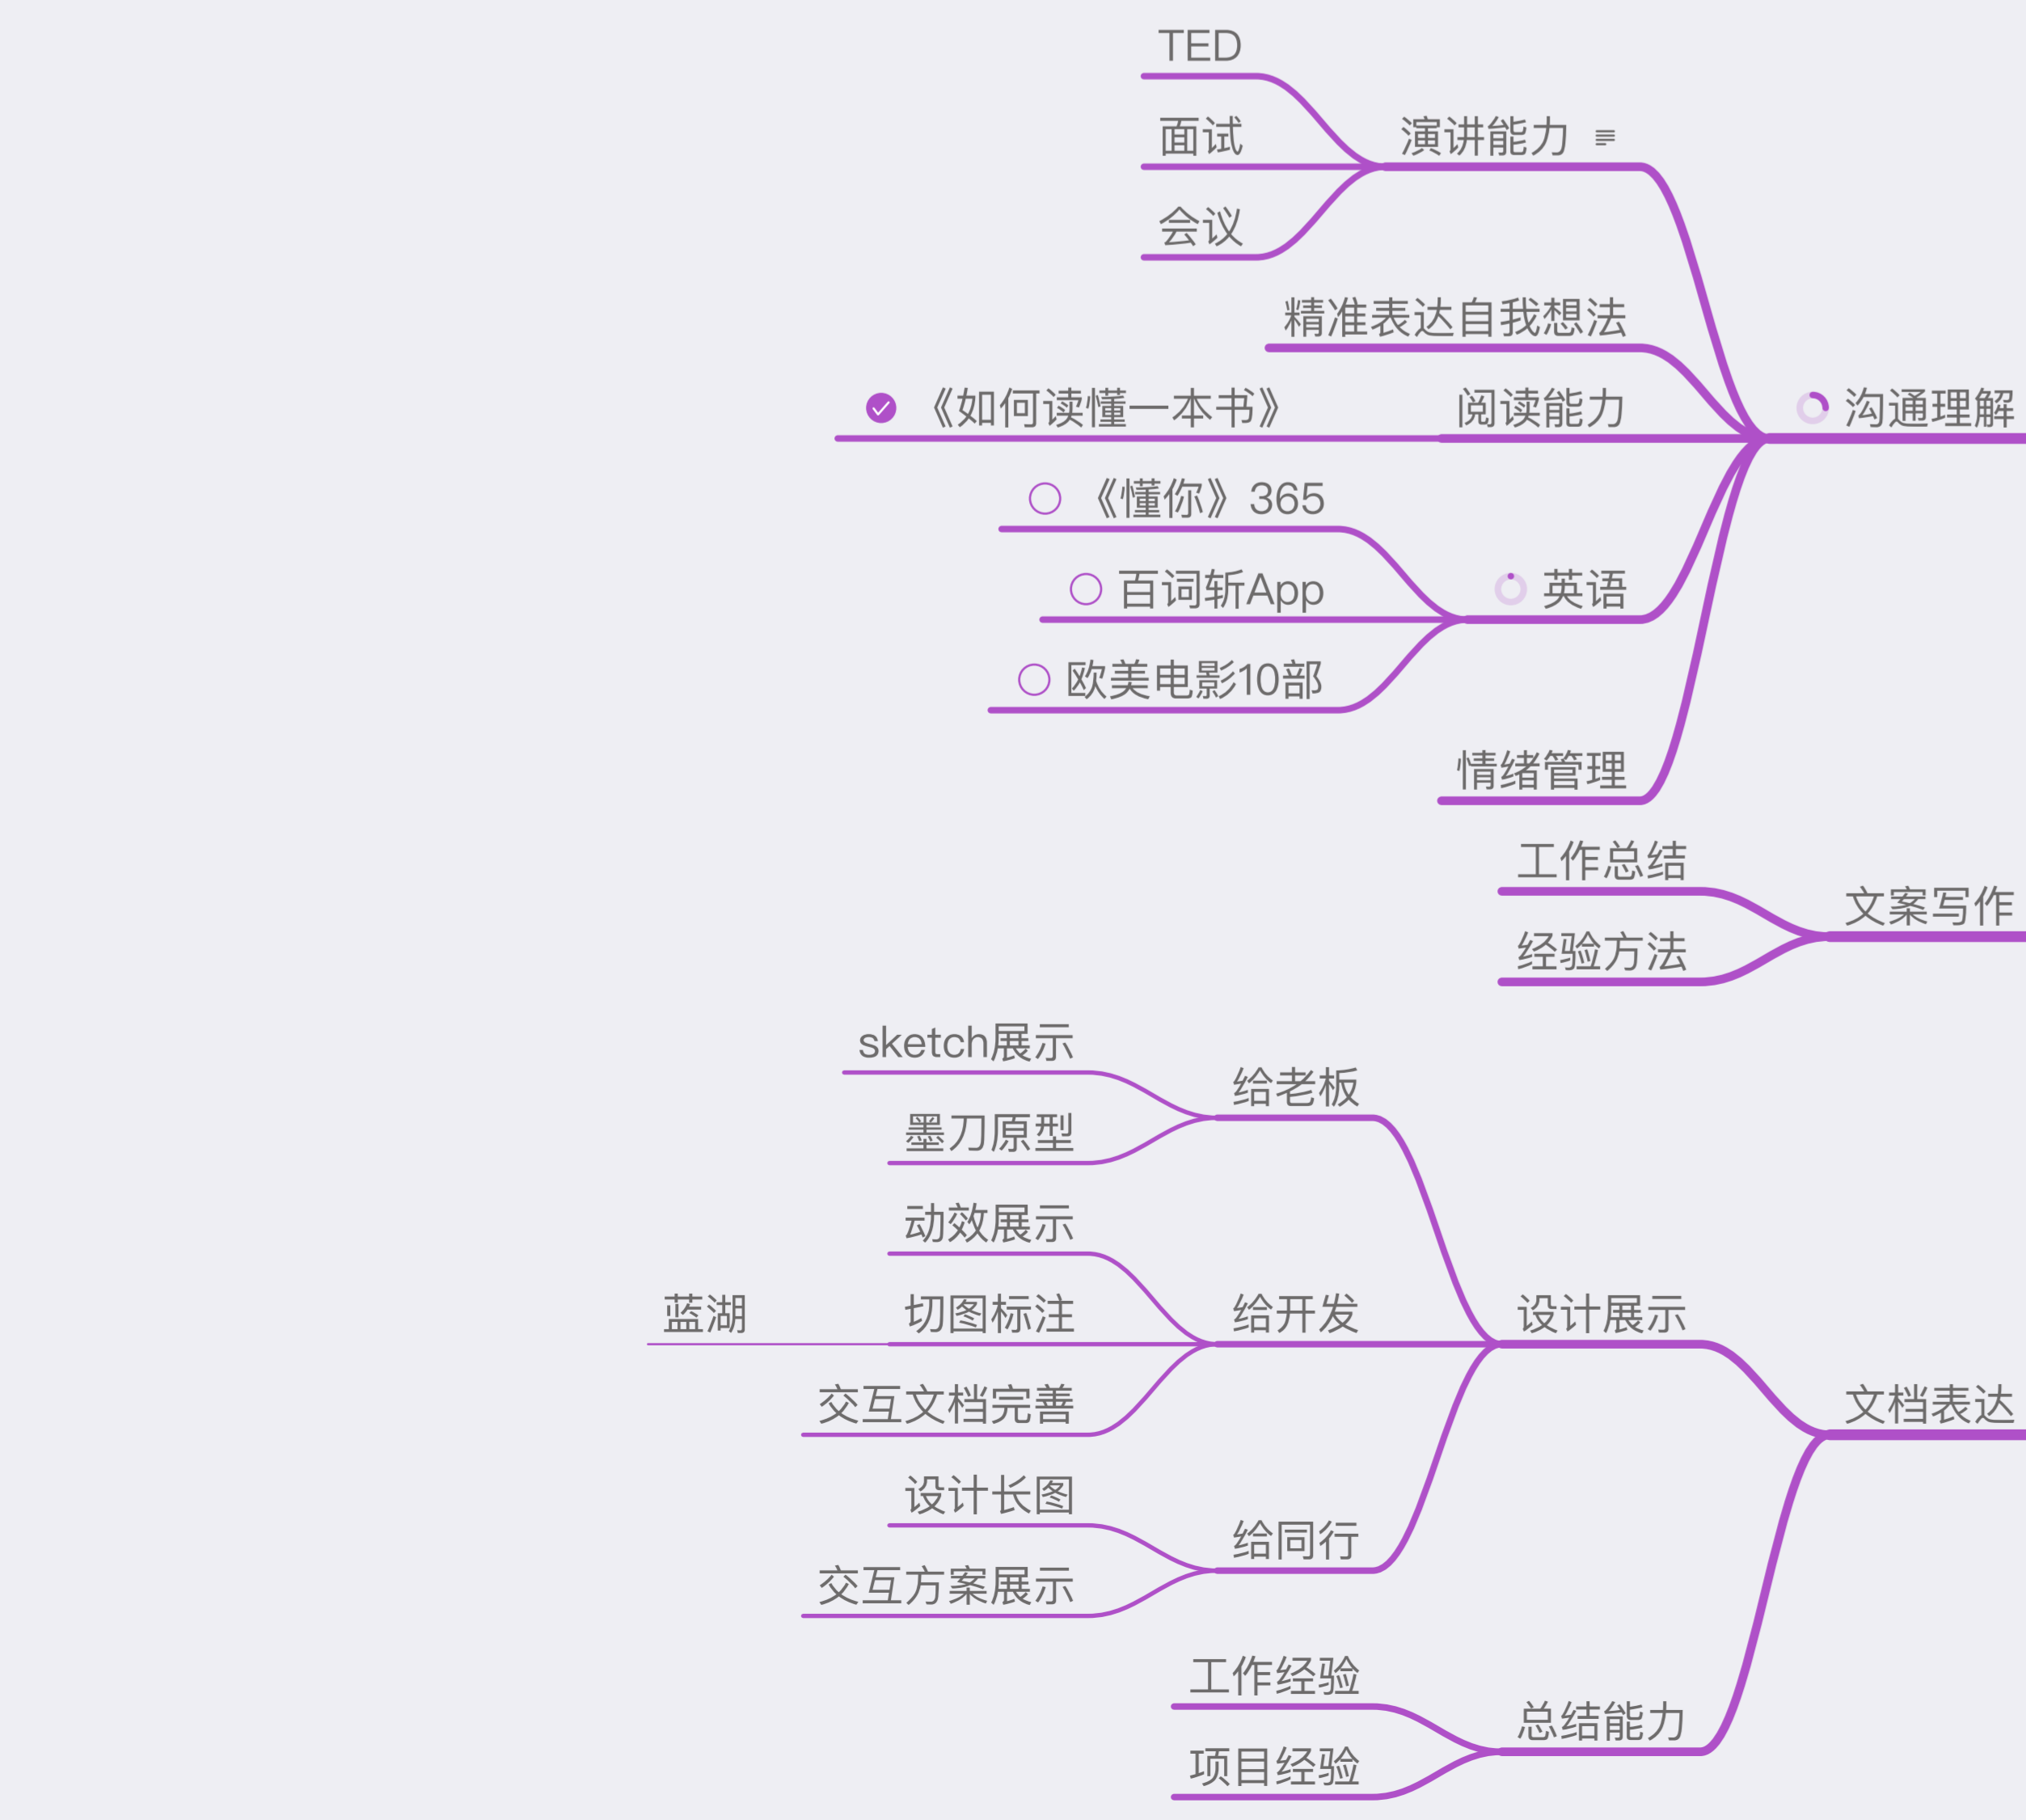 TED
面试
演讲能力
会议
精准表达自我想法
《如何读懂一本书》
阅读能力
沟通理解
《懂你》365
百词斩App
英语
欧美电影10部
情绪管理
工作总结
文案写作
经验方法
sketch展示
给老板
墨刀原型
动效展示
蓝湖
切图标注
给开发
设计展示
交互文档完善
文档表达
设计长图
给同行
交互方案展示
工作经验
总结能力
项目经验